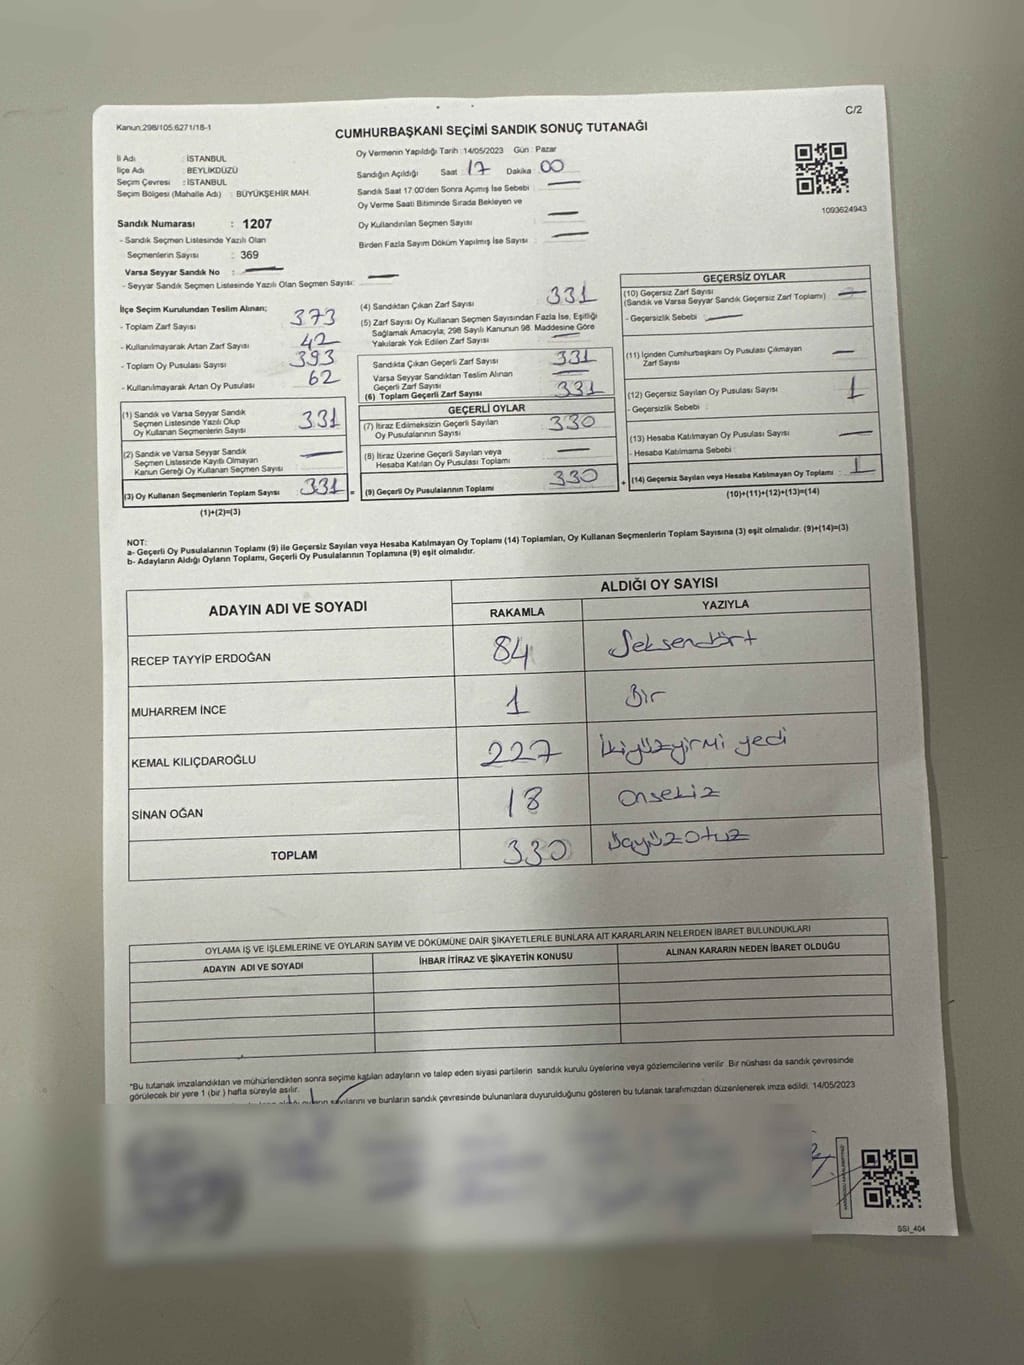 Kanun:298/105:6271/18-1
C/2
CUMHURBAŞKANI SEÇİMİ SANDIK SONUÇ TUTANAĞI
İl Adı : İSTANBUL
İlçe Adı : BEYLİKDÜZÜ
Seçim Çevresi : İSTANBUL
Seçim Bölgesi (Mahalle Adı) : BÜYÜKŞEHİR MAH.
Sandık Numarası : 1207
- Sandık Seçmen Listesinde Yazılı Olan
Seçmenlerin Sayısı : 369
Varsa Seyyar Sandık No :
- Seyyar Sandık Seçmen Listesinde Yazılı Olan Seçmen Sayısı:
Oy Vermenin Yapıldığı Tarih : 14/05/2023 Gün : Pazar
Sandığın Açıldığı Saat : 17 Dakika : 00
Sandık Saat 17:00'den Sonra Açılmış İse Sebebi :
Oy Verme Saati Bitiminde Sırada Bekleyen ve
Oy Kullandırılan Seçmen Sayısı :
Birden Fazla Sayım Döküm Yapılmış İse Sayısı :
1093624943
İlçe Seçim Kurulundan Teslim Alınan;
- Toplam Zarf Sayısı 373
- Kullanılmayarak Artan Zarf Sayısı 42
- Toplam Oy Pusulası Sayısı 393
- Kullanılmayarak Artan Oy Pusulası 62
(1) Sandık ve Varsa Seyyar Sandık
Seçmen Listesinde Yazılı Olup
Oy Kullanan Seçmenlerin Sayısı 331
(2) Sandık ve Varsa Seyyar Sandık
Seçmen Listesinde Kayıtlı Olmayan
Kanun Gereği Oy Kullanan Seçmen Sayısı
(3) Oy Kullanan Seçmenlerin Toplam Sayısı 331 =
(1)+(2)=(3)
(4) Sandıktan Çıkan Zarf Sayısı 331
(5) Zarf Sayısı Oy Kullanan Seçmen Sayısından Fazla İse, Eşitliği
Sağlamak Amacıyla; 298 Sayılı Kanunun 98. Maddesine Göre
Yakılarak Yok Edilen Zarf Sayısı
Sandıkta Çıkan Geçerli Zarf Sayısı 331
Varsa Seyyar Sandıktan Teslim Alınan
Geçerli Zarf Sayısı
(6) Toplam Geçerli Zarf Sayısı 331
GEÇERLİ OYLAR
(7) İtiraz Edilmeksizin Geçerli Sayılan
Oy Pusulalarının Sayısı 330
(8) İtiraz Üzerine Geçerli Sayılan veya
Hesaba Katılan Oy Pusulası Toplamı
(9) Geçerli Oy Pusulalarının Toplamı 330 +
GEÇERSİZ OYLAR
(10) Geçersiz Zarf Sayısı
(Sandık ve Varsa Seyyar Sandık Geçersiz Zarf Toplamı)
- Geçersizlik Sebebi :
(11) İçinden Cumhurbaşkanı Oy Pusulası Çıkmayan
Zarf Sayısı
(12) Geçersiz Sayılan Oy Pusulası Sayısı 1
- Geçersizlik Sebebi :
(13) Hesaba Katılmayan Oy Pusulası Sayısı
- Hesaba Katılmama Sebebi :
(14) Geçersiz Sayılan veya Hesaba Katılmayan Oy Toplamı 1
(10)+(11)+(12)+(13)=(14)
NOT:
a- Geçerli Oy Pusulalarının Toplamı (9) ile Geçersiz Sayılan veya Hesaba Katılmayan Oy Toplamı (14) Toplamları, Oy Kullanan Seçmenlerin Toplam Sayısına (3) eşit olmalıdır. (9)+(14)=(3)
b- Adayların Aldığı Oyların Toplamı, Geçerli Oy Pusulalarının Toplamına (9) eşit olmalıdır.
ADAYIN ADI VE SOYADI
ALDIĞI OY SAYISI
RAKAMLA YAZIYLA
RECEP TAYYİP ERDOĞAN 84 Seksendört
MUHARREM İNCE 1 Bir
KEMAL KILIÇDAROĞLU 227 İkiyüzyirmi yedi
SİNAN OĞAN 18 Onsekiz
TOPLAM 330 Üçyüzotuz
OYLAMA İŞ VE İŞLEMLERİNE VE OYLARIN SAYIM VE DÖKÜMÜNE DAİR ŞİKAYETLERLE BUNLARA AİT KARARLARIN NELERDEN İBARET BULUNDUKLARI
ADAYIN ADI VE SOYADI İHBAR İTİRAZ VE ŞİKAYETİN KONUSU ALINAN KARARIN NEDEN İBARET OLDUĞU
"Bu tutanak imzalandıktan ve mühürlendikten sonra seçime katılan adayların ve talep eden siyasi partilerin sandık kurulu üyelerine veya gözlemcilerine verilir. Bir nüshası da sandık çevresinde
görülecek bir yere 1 (bir ) hafta süreyle asılır.
sayılarını ve bunların sandık çevresinde bulunanlara duyurulduğunu gösteren bu tutanak tarafımızdan düzenlenerek imza edildi. 14/05/2023
SSI_404